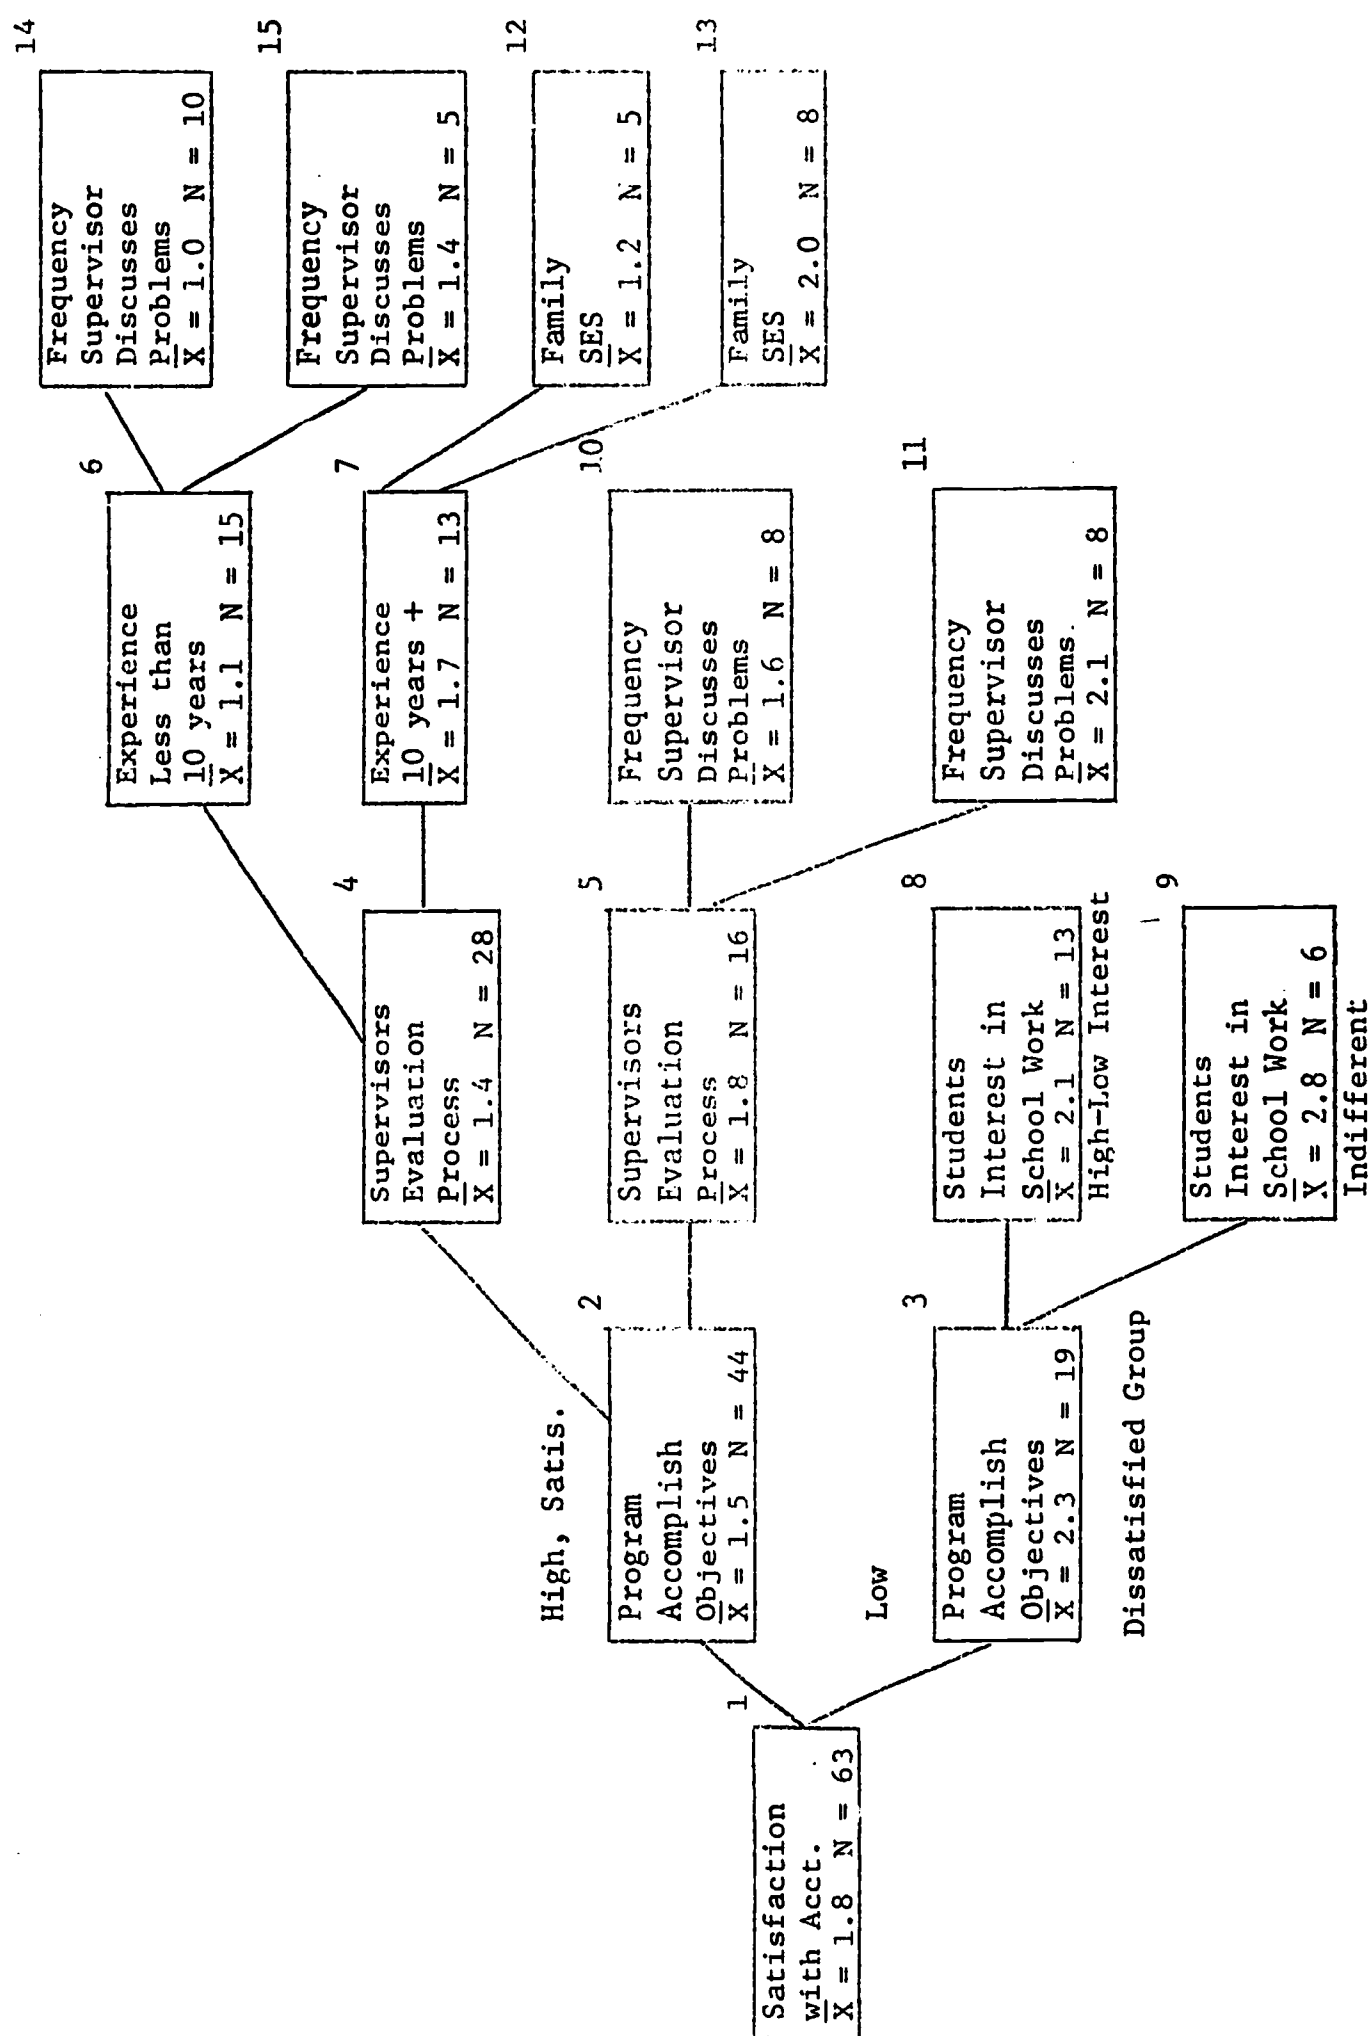 1
Satisfaction
with Acct.
X̄ = 1.8 N = 63
High, Satis.
2
Program
Accomplish
Objectives
X̄ = 1.5 N = 44
Low
3
Program
Accomplish
Objectives
X̄ = 2.3 N = 19
Dissatisfied Group
4
Supervisors
Evaluation
Process
X̄ = 1.4 N = 28
5
Supervisors
Evaluation
Process
X̄ = 1.8 N = 16
8
Students
Interest in
School Work
X̄ = 2.1 N = 13
High-Low Interest
9
Students
Interest in
School Work
X̄ = 2.8 N = 6
Indifferent
6
Experience
Less than
10 years
X̄ = 1.1 N = 15
7
Experience
10 years +
X̄ = 1.7 N = 13
10
Frequency
Supervisor
Discusses
Problems
X̄ = 1.6 N = 8
11
Frequency
Supervisor
Discusses
Problems.
X̄ = 2.1 N = 8
14
Frequency
Supervisor
Discusses
Problems
X̄ = 1.0 N = 10
15
Frequency
Supervisor
Discusses
Problems
X̄ = 1.4 N = 5
12
Family
SES
X̄ = 1.2 N = 5
13
Family
SES
X̄ = 2.0 N = 8